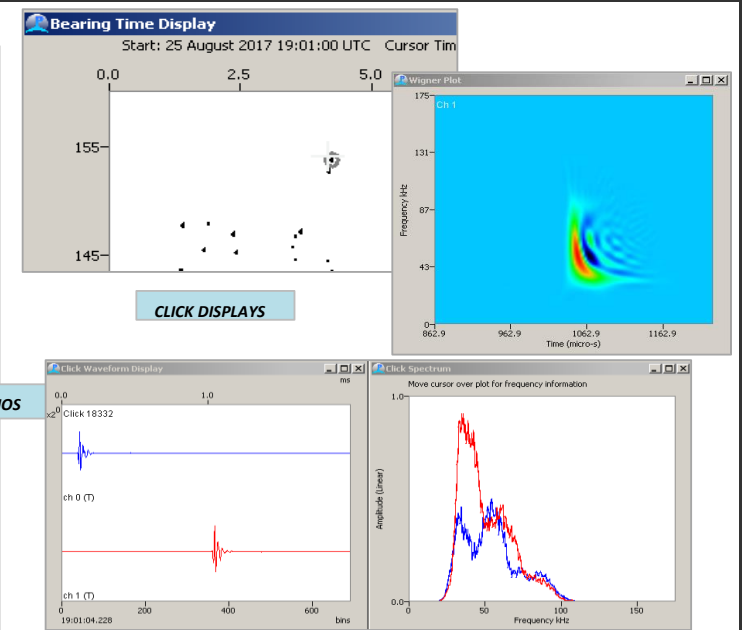 Bearing Time Display
Start: 25 August 2017 19:01:00 UTC Cursor Tim
0.0 2.5 5.0
155
145
Wigner Plot
Ch 1
175
131
87
43
0
Frequency kHz
862.9 962.9 1062.9 1162.9
Time (micro-s)
CLICK DISPLAYS
IOS
Click Waveform Display
ms
0.0 1.0
x2^0
Click 18332
ch 0 (T)
ch 1 (T)
0 200 400 600
19:01:04.228 bins
Click Spectrum
Move cursor over plot for frequency information
1.0
Amplitude (Linear)
0.0
0 50 100 150
Frequency kHz